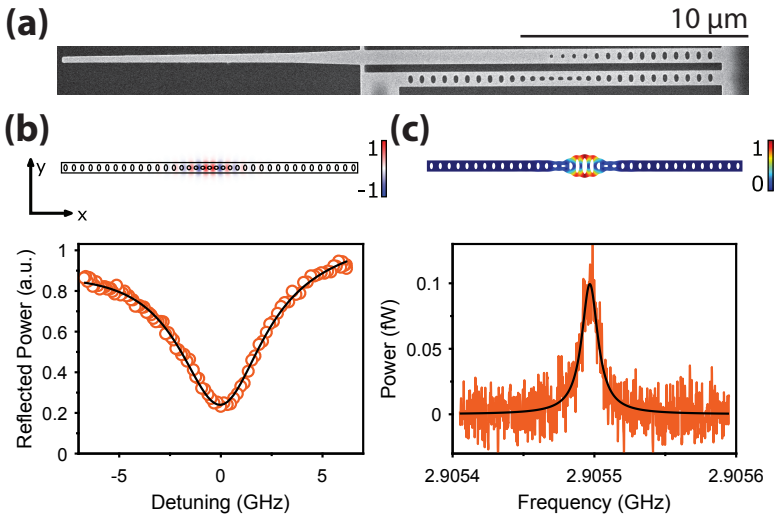 (a)
10 μm
(b)
(c)
y
x
1
-1
1
0
Reflected Power (a.u.)
1
0.8
0.6
0.4
0.2
0
-5
0
5
Detuning (GHz)
Power (fW)
0.1
0.05
0
2.9054
2.9055
2.9056
Frequency (GHz)